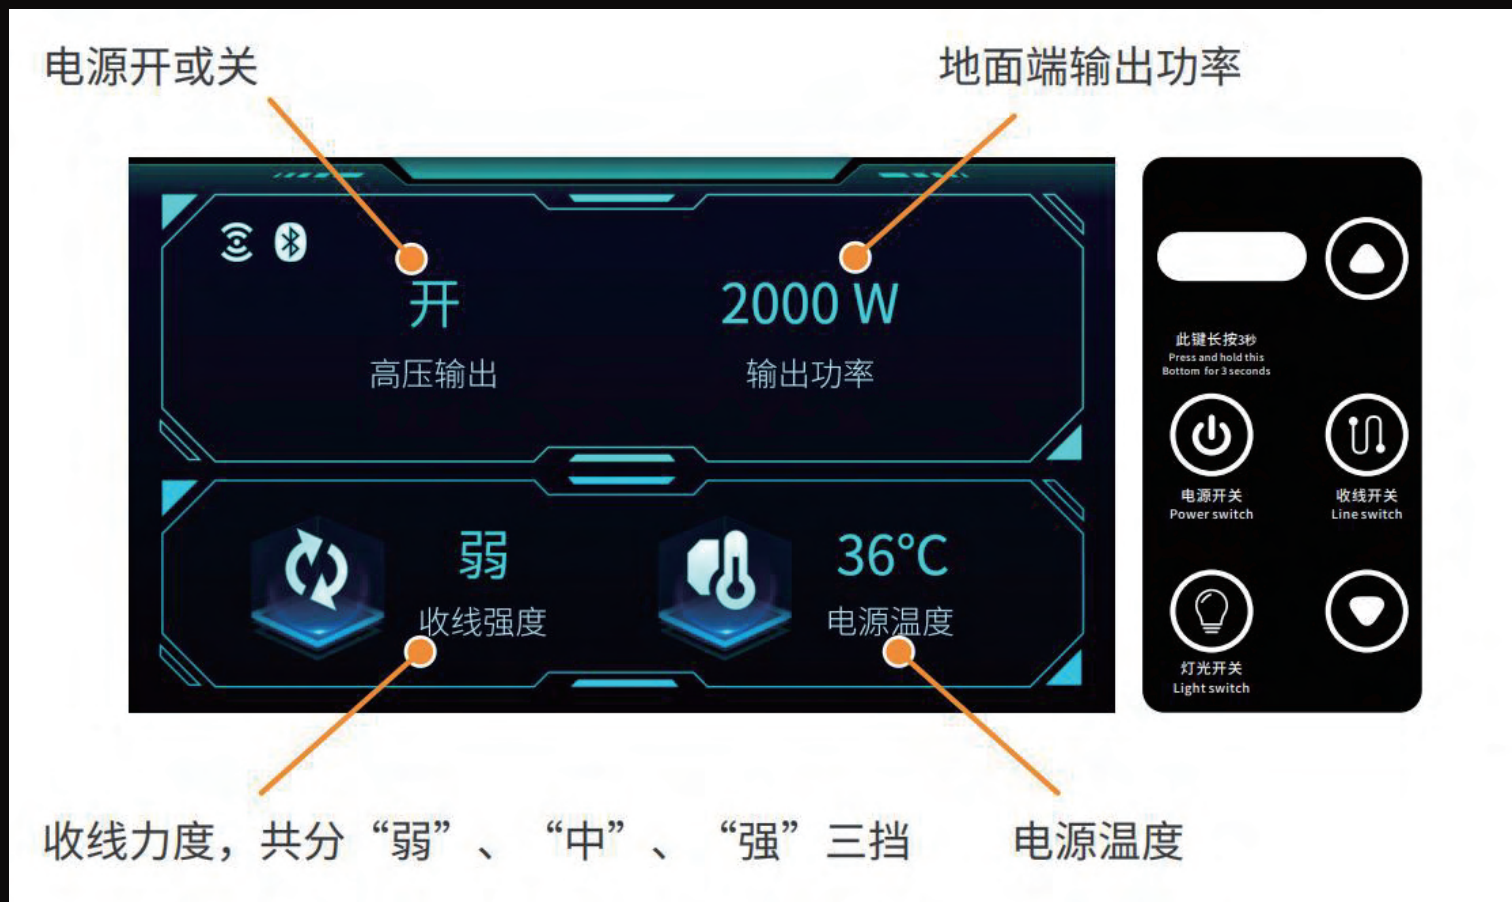 电源开或关
地面端输出功率
开
高压输出
2000 W
输出功率
弱
收线强度
36°C
电源温度
此键长按3秒
Press and hold this
Bottom for 3 seconds
电源开关
Power switch
收线开关
Line switch
灯光开关
Light switch
收线力度，共分“弱”、“中”、“强”三挡
电源温度